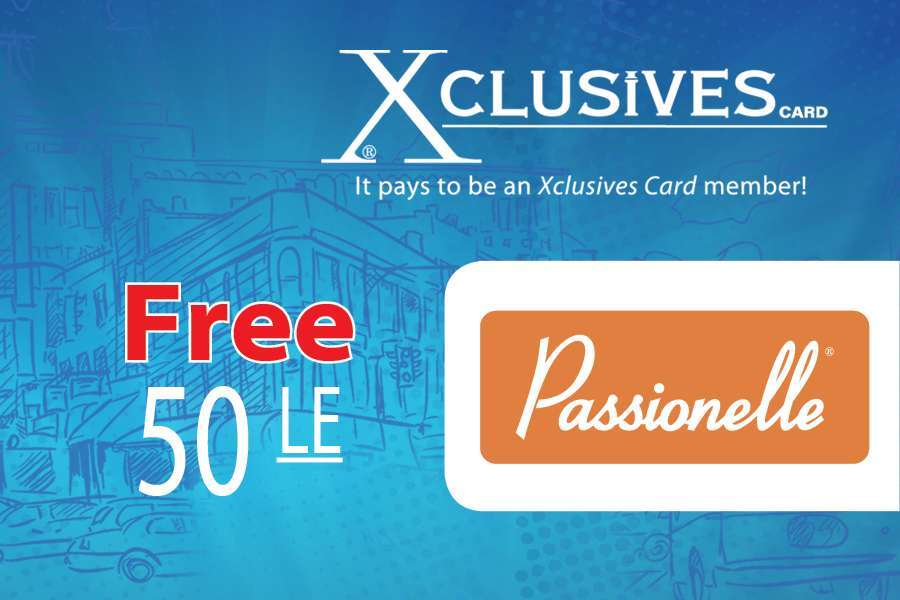 XCLUSiVES CARD
®
It pays to be an Xclusives Card member!
Free
50 LE
Passionelle®